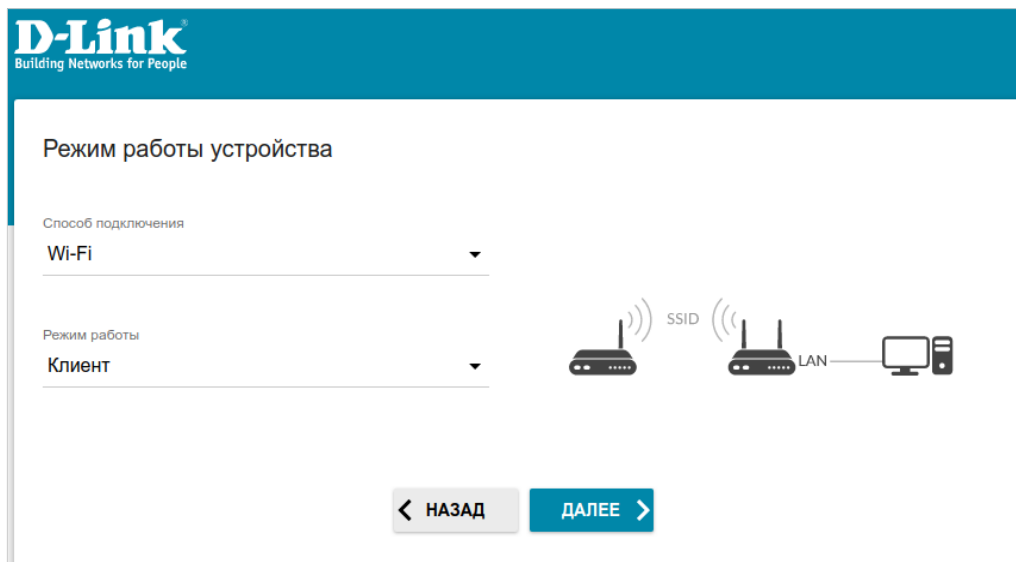 D-Link®
Building Networks for People
Режим работы устройства
Способ подключения
Wi-Fi
Режим работы
Клиент
SSID
LAN
НАЗАД
ДАЛЕЕ